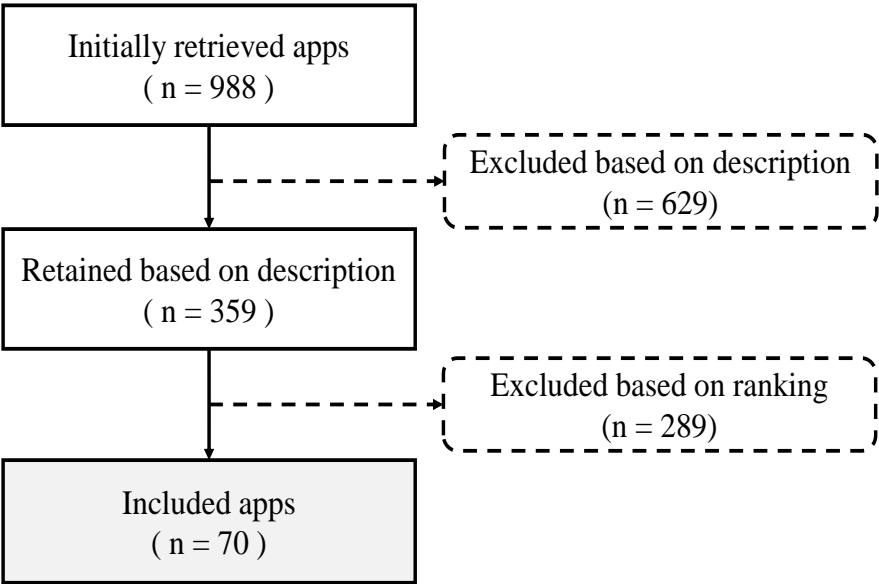 Initially retrieved apps
( n = 988 )
Excluded based on description
(n = 629)
Retained based on description
( n = 359 )
Excluded based on ranking
(n = 289)
Included apps
( n = 70 )